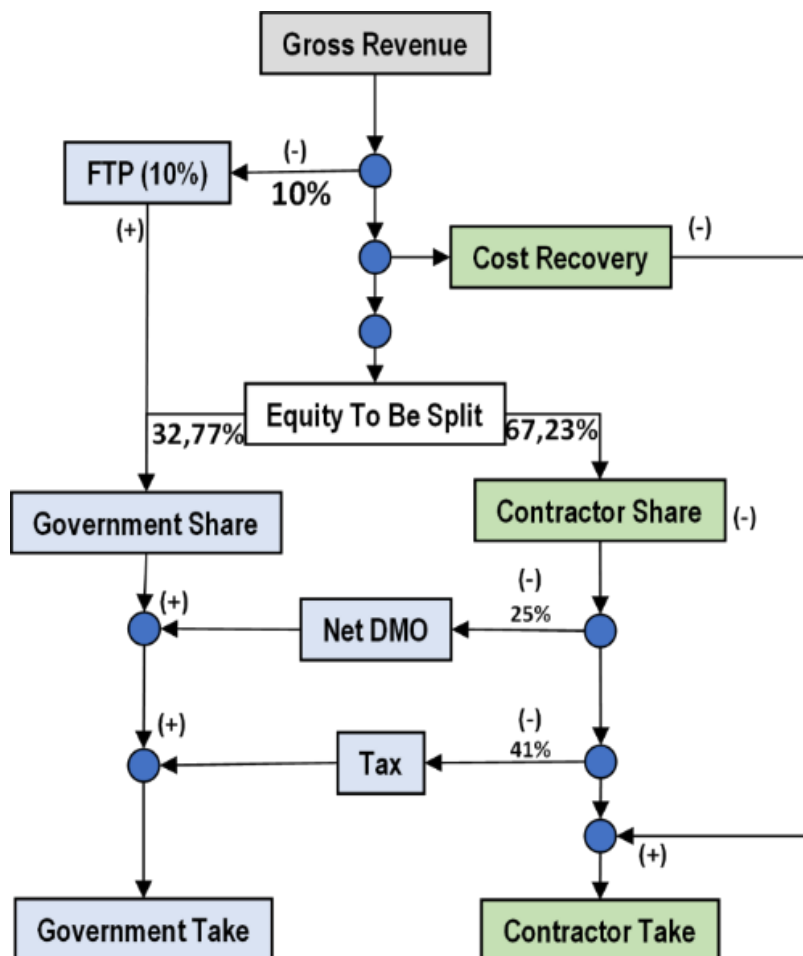 Gross Revenue
FTP (10%)
(-)
10%
(+)
Cost Recovery
(-)
Equity To Be Split
32,77%
67,23%
Government Share
Contractor Share
(-)
(+)
Net DMO
(-)
25%
(+)
Tax
(-)
41%
(+)
Government Take
Contractor Take